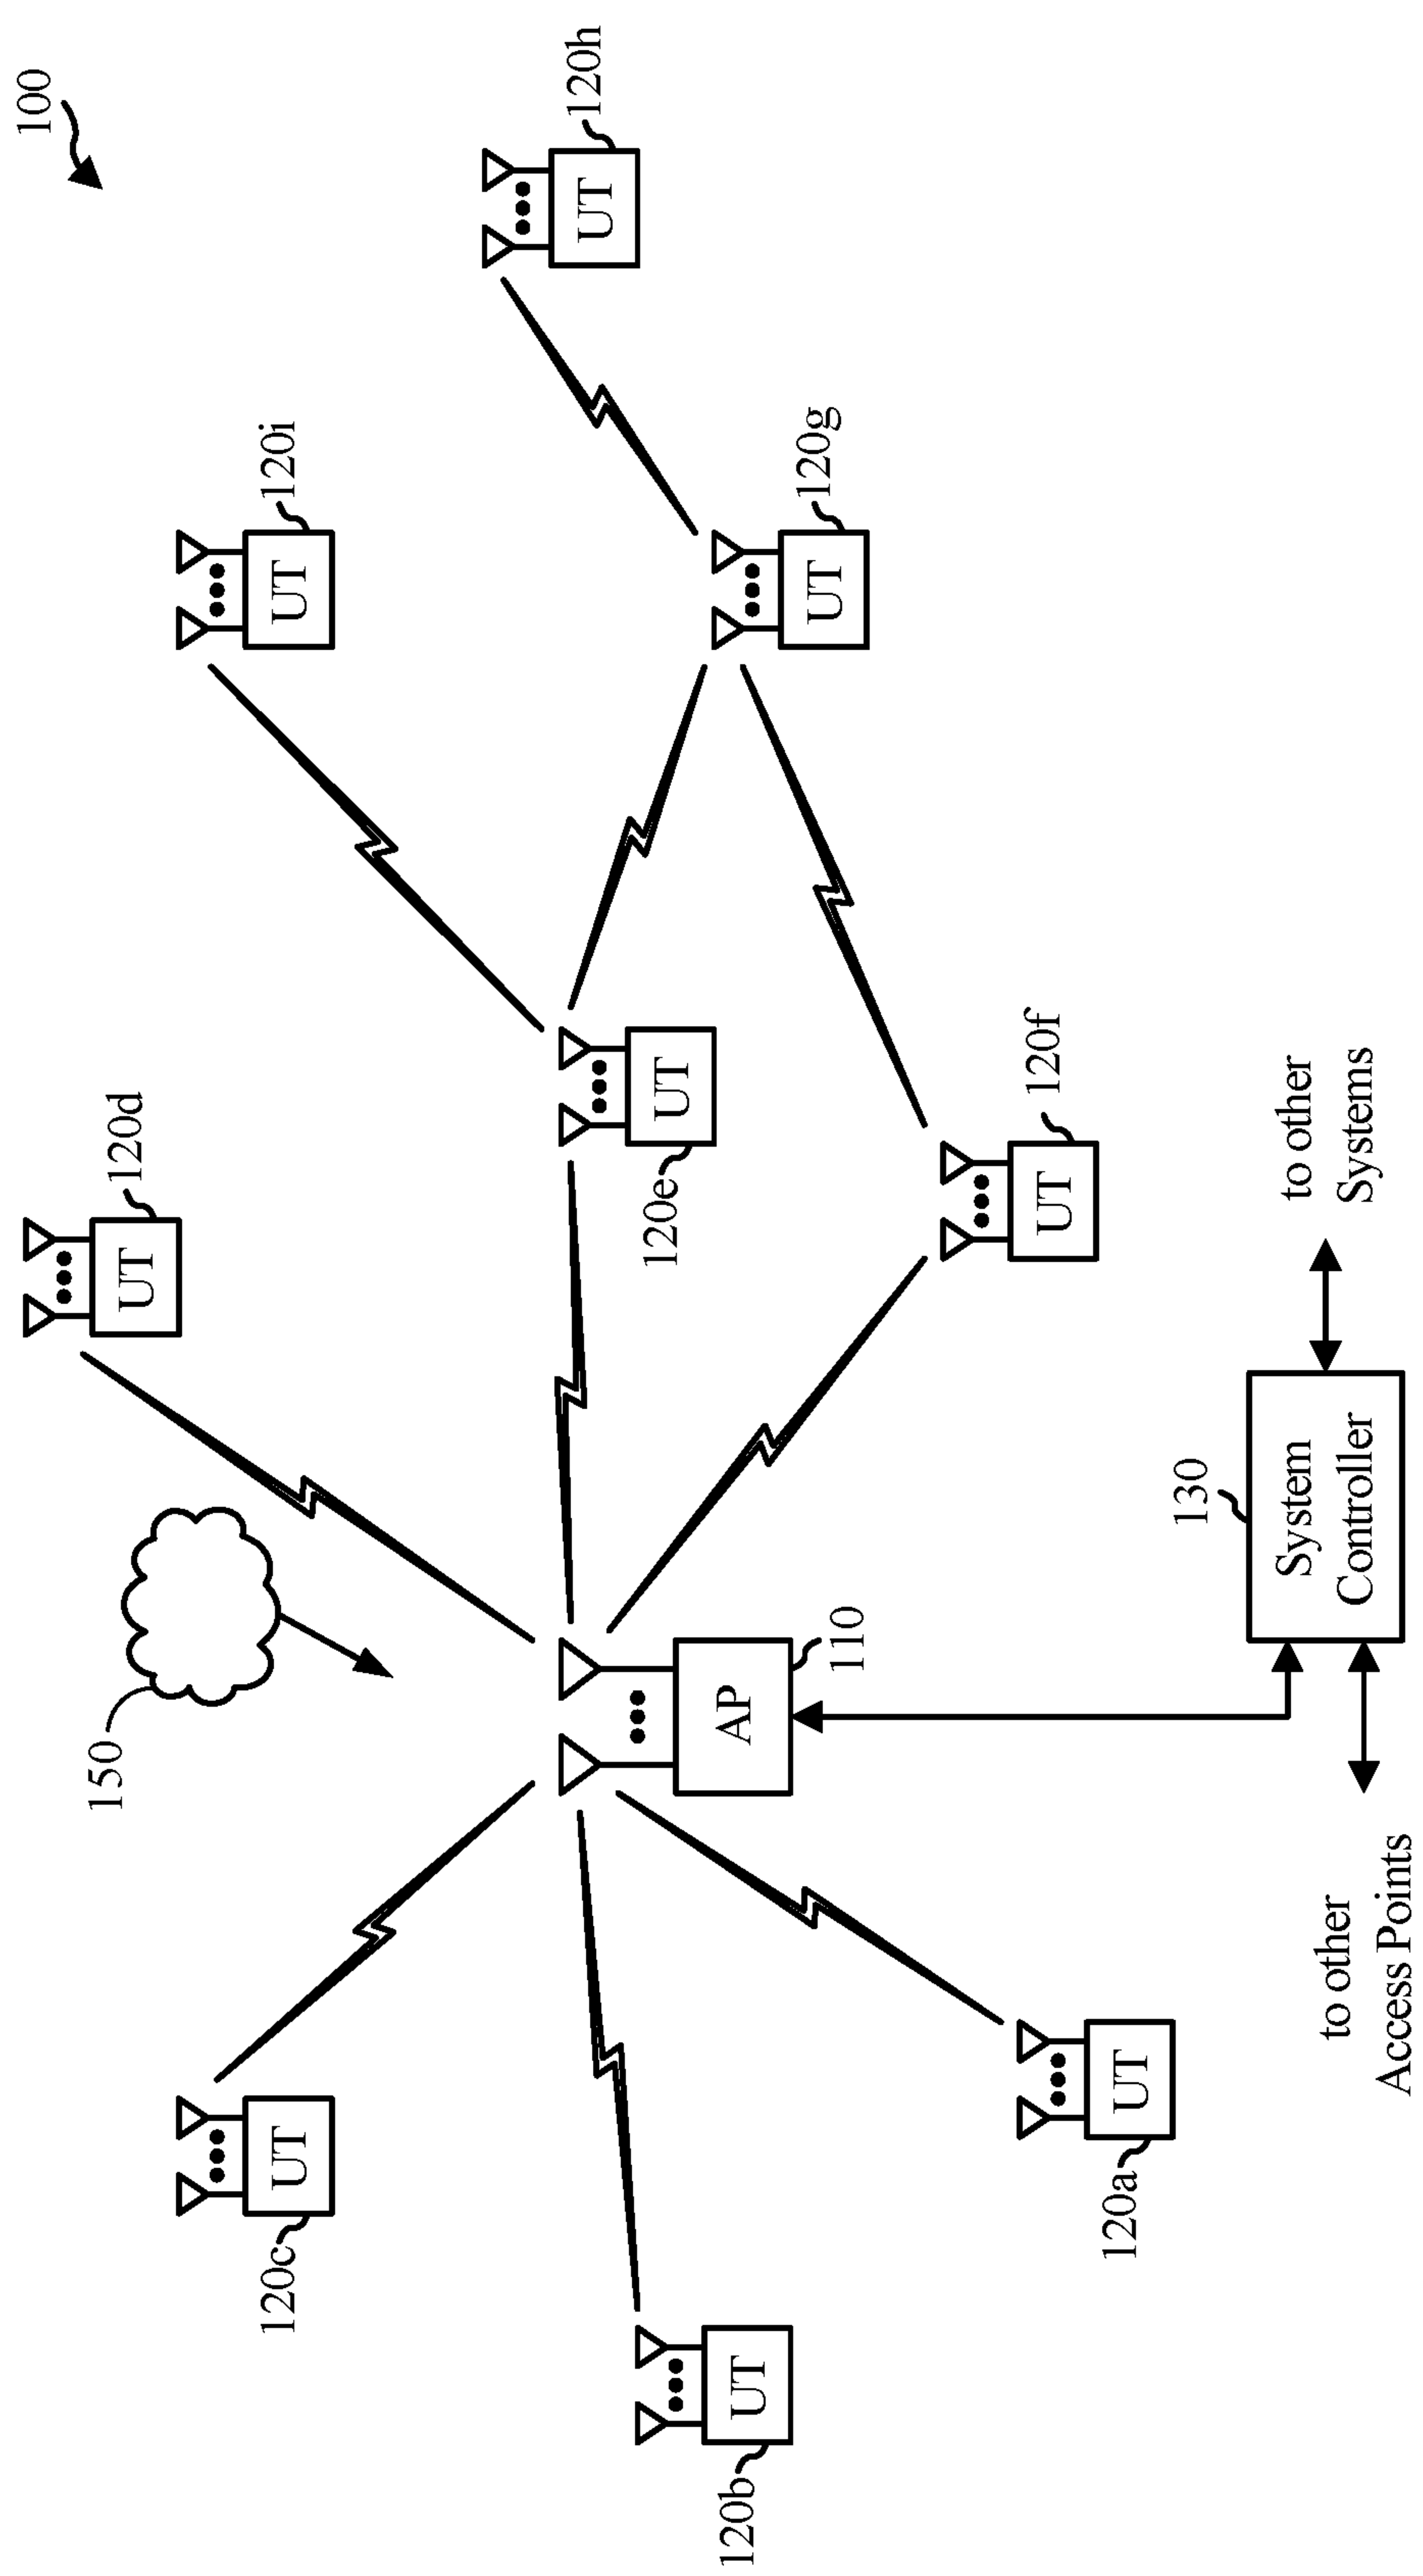 100
120d
UT
120i
UT
120h
UT
150
120c
UT
120e
UT
120g
UT
120b
UT
AP
110
120f
UT
120a
UT
130
System
Controller
to other
Systems
to other
Access Points